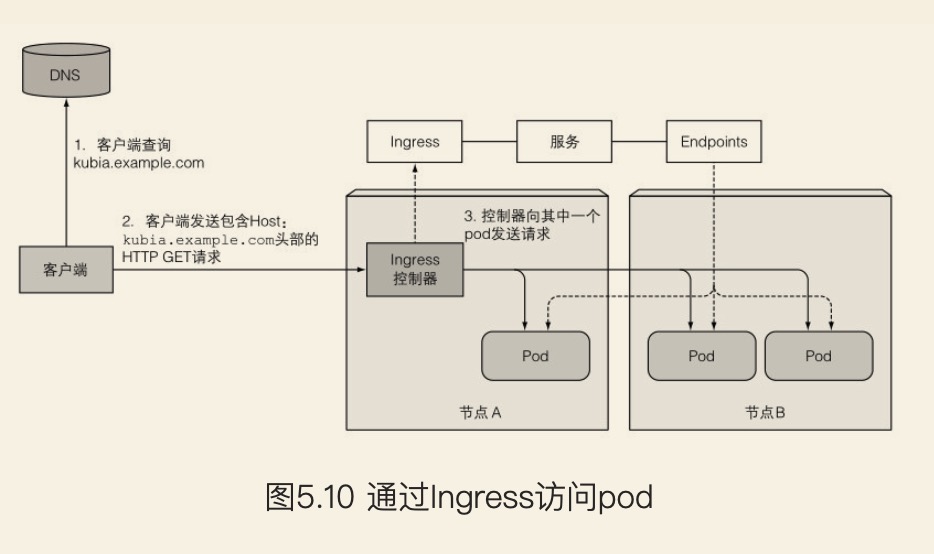 DNS
1. 客户端查询
kubia.example.com
Ingress
服务
Endpoints
2. 客户端发送包含Host：
kubia.example.com头部的
HTTP GET请求
3. 控制器向其中一个
pod发送请求
客户端
Ingress
控制器
Pod
Pod
Pod
节点 A
节点B
图5.10 通过Ingress访问pod